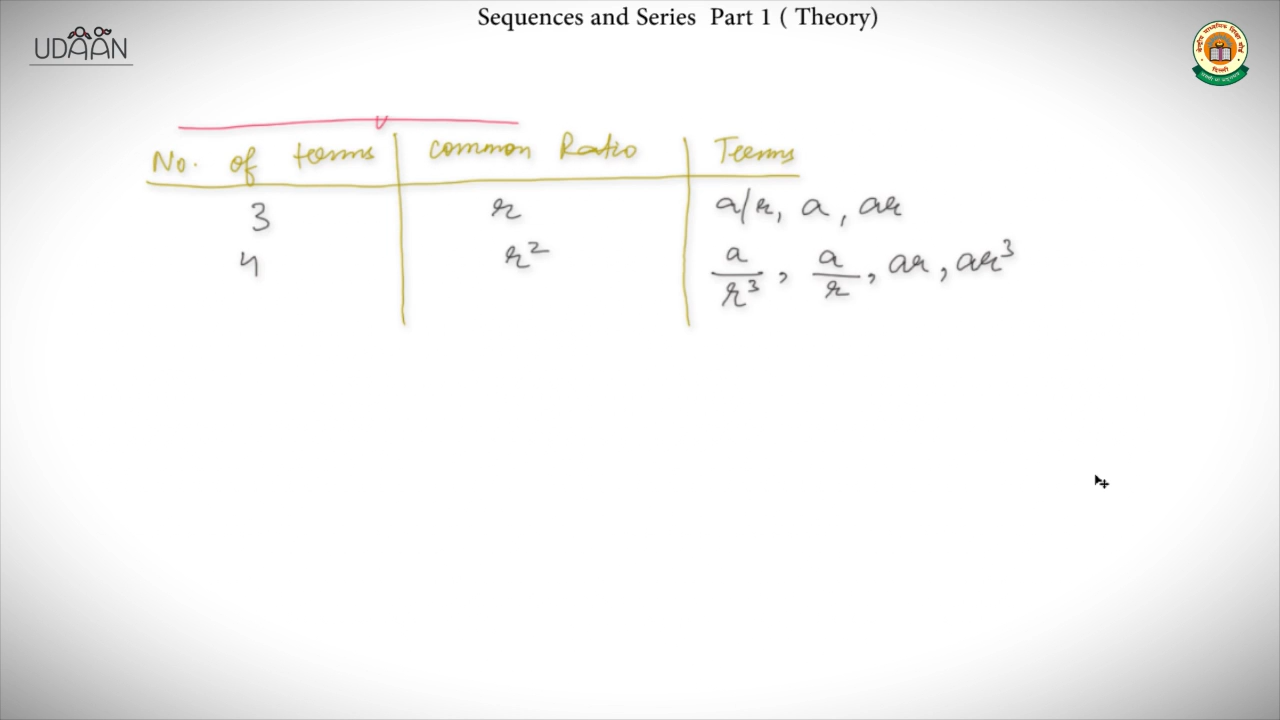 Sequences and Series Part 1 ( Theory)
UDAAN
No. of terms | common Ratio | Terms
3 | r | a/r, a, ar
4 | r² | a/r³, a/r, ar, ar³